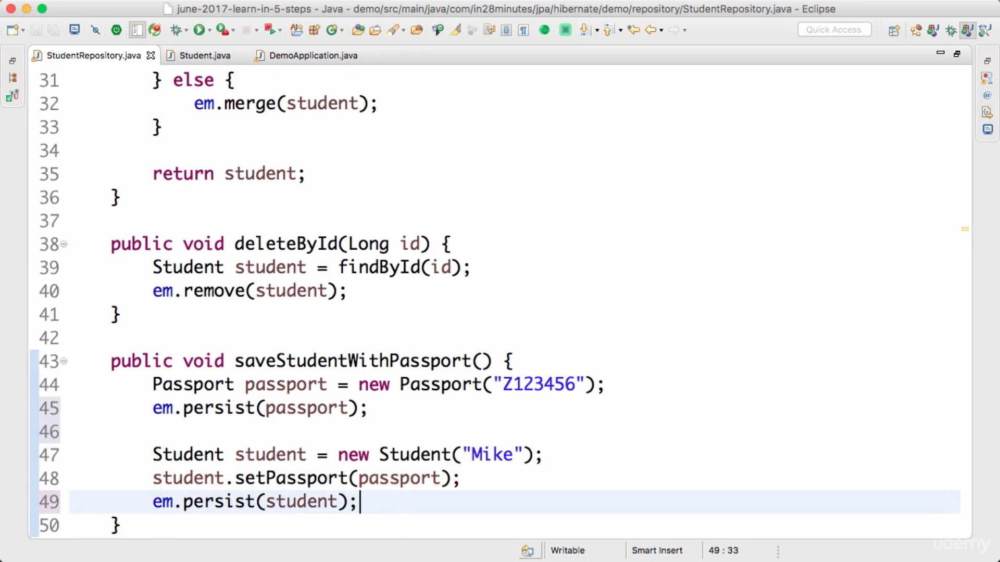 june-2017-learn-in-5-steps - Java - demo/src/main/java/com/in28minutes/jpa/hibernate/demo/repository/StudentRepository.java - Eclipse
Quick Access
StudentRepository.java Student.java DemoApplication.java
31 } else {
32 em.merge(student);
33 }
34
35 return student;
36 }
37
38 public void deleteById(Long id) {
39 Student student = findById(id);
40 em.remove(student);
41 }
42
43 public void saveStudentWithPassport() {
44 Passport passport = new Passport("Z123456");
45 em.persist(passport);
46
47 Student student = new Student("Mike");
48 student.setPassport(passport);
49 em.persist(student);
50 }
Writable Smart Insert 49 : 33
udemy